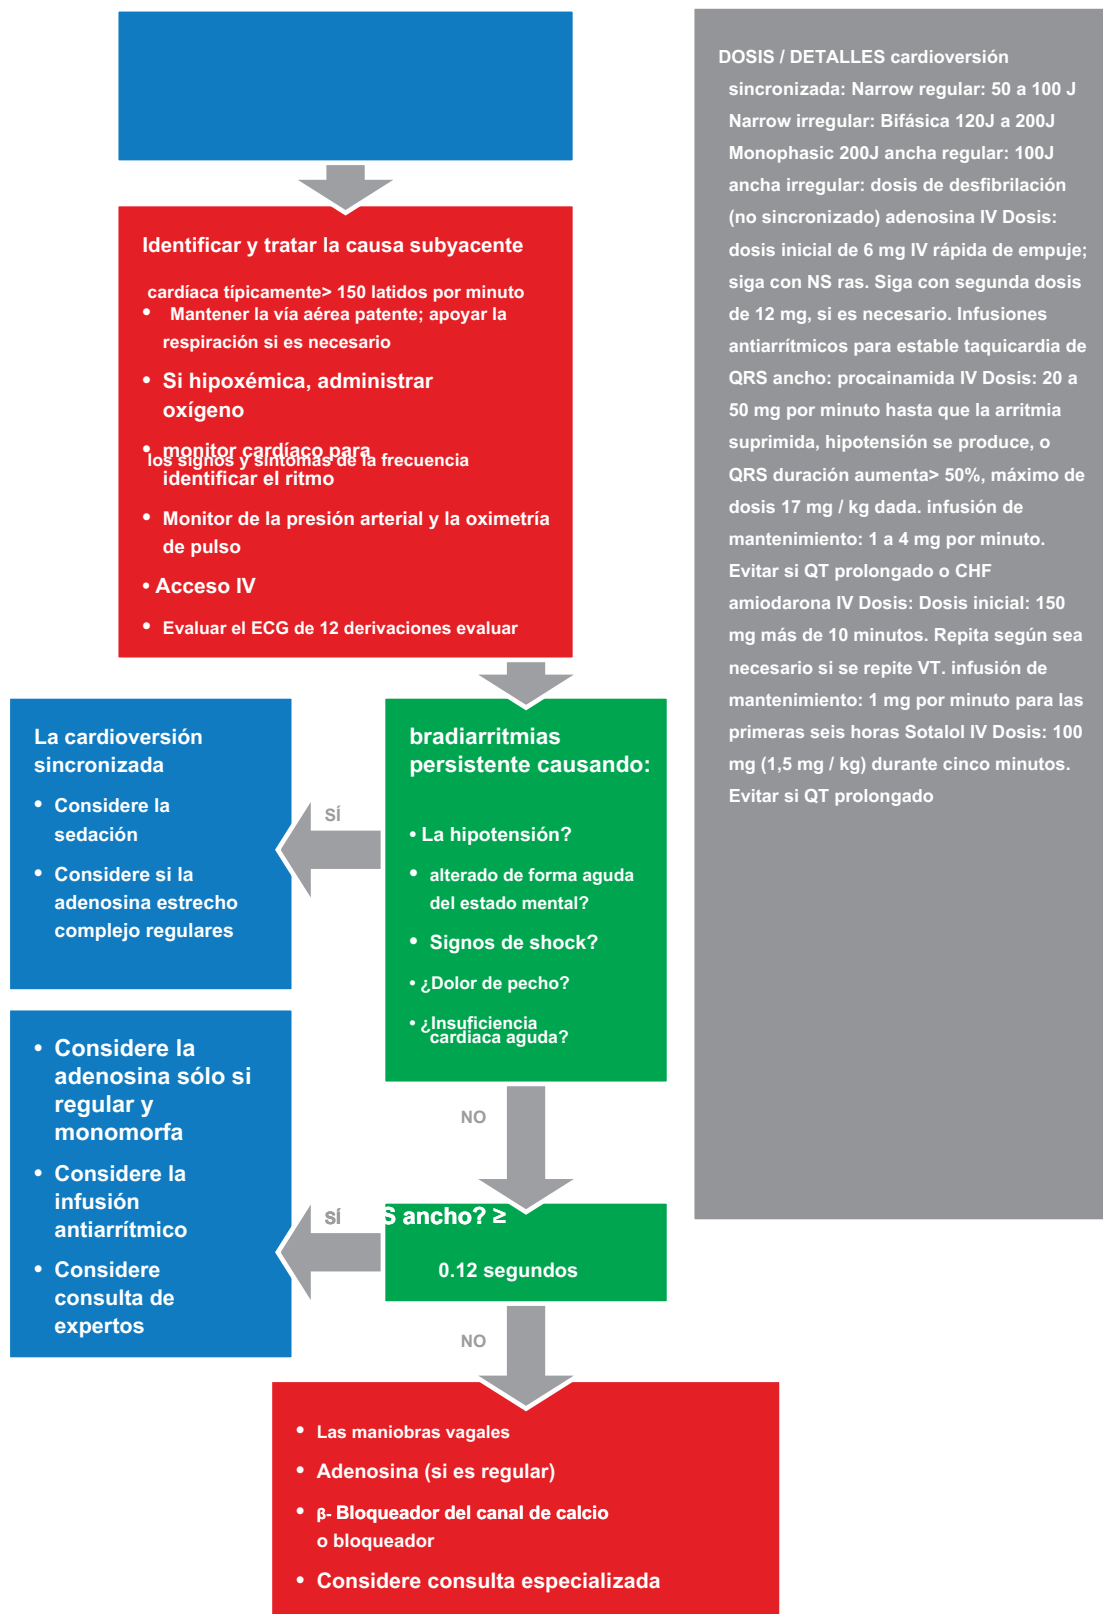 Identificar y tratar la causa subyacente
cardíaca típicamente> 150 latidos por minuto
• Mantener la vía aérea patente; apoyar la
respiración si es necesario
• Si hipoxémica, administrar
oxígeno
• monitor cardíaco para
los signos y síntomas de la frecuencia
identificar el ritmo
• Monitor de la presión arterial y la oximetría
de pulso
• Acceso IV
• Evaluar el ECG de 12 derivaciones evaluar
La cardioversión
sincronizada
• Considere la
sedación
• Considere si la
adenosina estrecho
complejo regulares
SÍ
bradiarritmias
persistente causando:
• La hipotensión?
• alterado de forma aguda
del estado mental?
• Signos de shock?
• ¿Dolor de pecho?
• ¿Insuficiencia
cardiaca aguda?
NO
• Considere la
adenosina sólo si
regular y
monomorfa
• Considere la
infusión
antiarrítmico
• Considere
consulta de
expertos
SÍ
S ancho? ≥
0.12 segundos
NO
• Las maniobras vagales
• Adenosina (si es regular)
• β- Bloqueador del canal de calcio
o bloqueador
• Considere consulta especializada
DOSIS / DETALLES cardioversión
sincronizada: Narrow regular: 50 a 100 J
Narrow irregular: Bifásica 120J a 200J
Monophasic 200J ancha regular: 100J
ancha irregular: dosis de desfibrilación
(no sincronizado) adenosina IV Dosis:
dosis inicial de 6 mg IV rápida de empuje;
siga con NS ras. Siga con segunda dosis
de 12 mg, si es necesario. Infusiones
antiarrítmicos para estable taquicardia de
QRS ancho: procainamida IV Dosis: 20 a
50 mg por minuto hasta que la arritmia
suprimida, hipotensión se produce, o
QRS duración aumenta> 50%, máximo de
dosis 17 mg / kg dada. infusión de
mantenimiento: 1 a 4 mg por minuto.
Evitar si QT prolongado o CHF
amiodarona IV Dosis: Dosis inicial: 150
mg más de 10 minutos. Repita según sea
necesario si se repite VT. infusión de
mantenimiento: 1 mg por minuto para las
primeras seis horas Sotalol IV Dosis: 100
mg (1,5 mg / kg) durante cinco minutos.
Evitar si QT prolongado